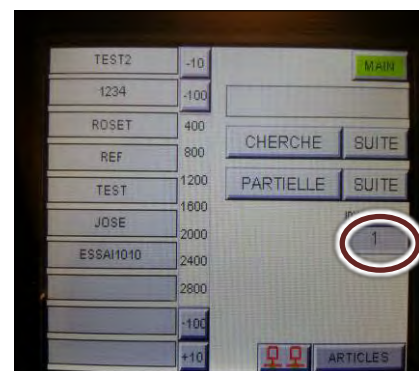 TEST2 -10 MAIN
1234 -100
ROSET 400
CHERCHE SUITE
REF 800
TEST 1200 PARTIELLE SUITE
1600
JOSE 2000 1
ESSAI1010 2400
2800
-100
+10 ARTICLES